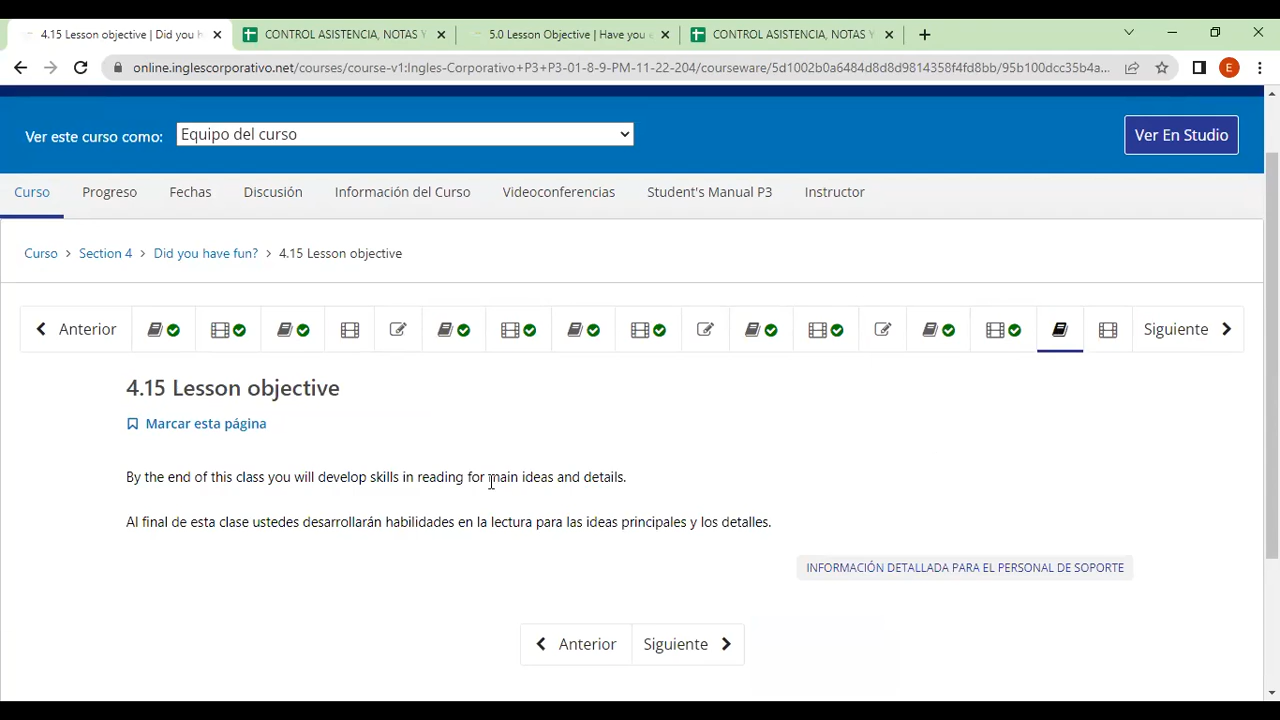 4.15 Lesson objective | Did you h
CONTROL ASISTENCIA, NOTAS Y
5.0 Lesson Objective | Have you e
CONTROL ASISTENCIA, NOTAS Y
online.inglescorporativo.net/courses/course-v1:Ingles-Corporativo+P3+P3-01-8-9-PM-11-22-204/courseware/5d1002b0a6484d8d8d9814358f4fd8bb/95b100dcc35b4a...
E
Ver este curso como:
Equipo del curso
Ver En Studio
Curso
Progreso
Fechas
Discusión
Información del Curso
Videoconferencias
Student's Manual P3
Instructor
Curso > Section 4 > Did you have fun? > 4.15 Lesson objective
Anterior
Siguiente
4.15 Lesson objective
Marcar esta página
By the end of this class you will develop skills in reading for main ideas and details.
Al final de esta clase ustedes desarrollarán habilidades en la lectura para las ideas principales y los detalles.
INFORMACIÓN DETALLADA PARA EL PERSONAL DE SOPORTE
Anterior
Siguiente